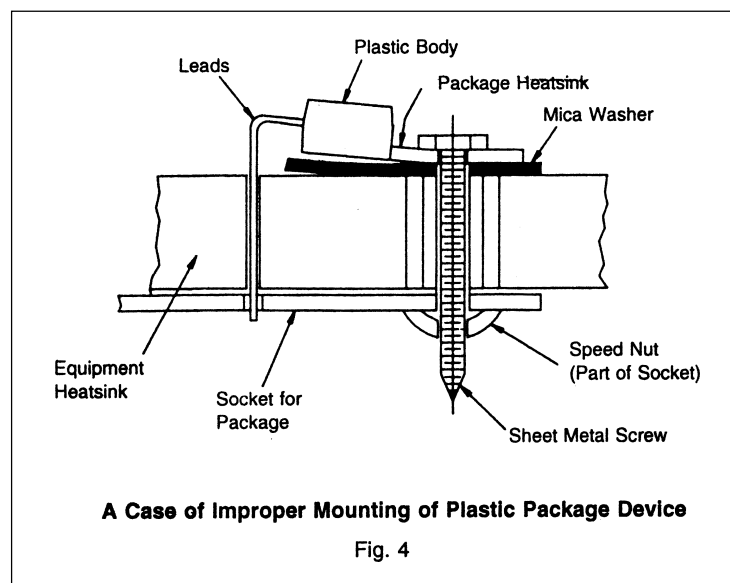 Plastic Body
Leads
Package Heatsink
Mica Washer
Equipment
Heatsink
Socket for
Package
Speed Nut
(Part of Socket)
Sheet Metal Screw
A Case of Improper Mounting of Plastic Package Device
Fig. 4